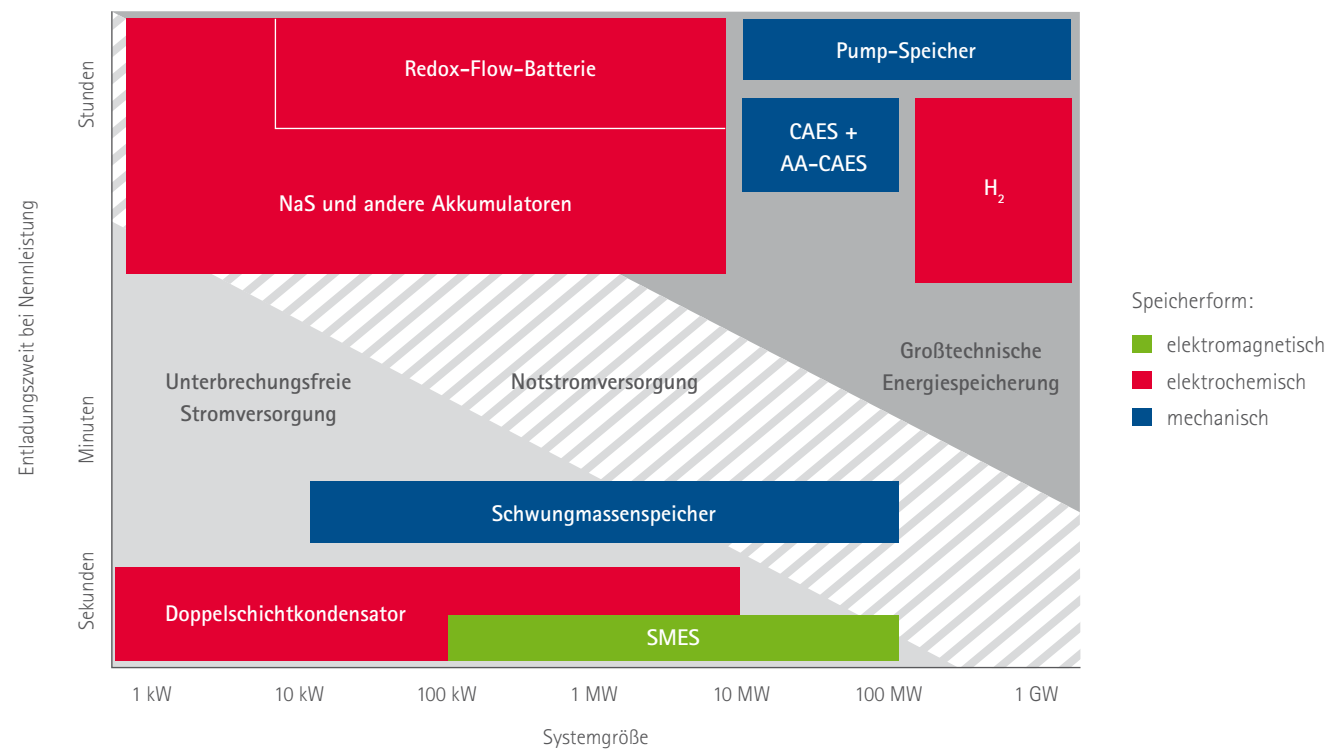 Entladungszweit bei Nennleistung
Stunden
Minuten
Sekunden
Redox-Flow-Batterie
NaS und andere Akkumulatoren
Pump-Speicher
CAES +
AA-CAES
H₂
Unterbrechungsfreie
Stromversorgung
Notstromversorgung
Großtechnische
Energiespeicherung
Schwungmassenspeicher
Doppelschichtkondensator
SMES
1 kW
10 kW
100 kW
1 MW
10 MW
100 MW
1 GW
Systemgröße
Speicherform:
elektromagnetisch
elektrochemisch
mechanisch